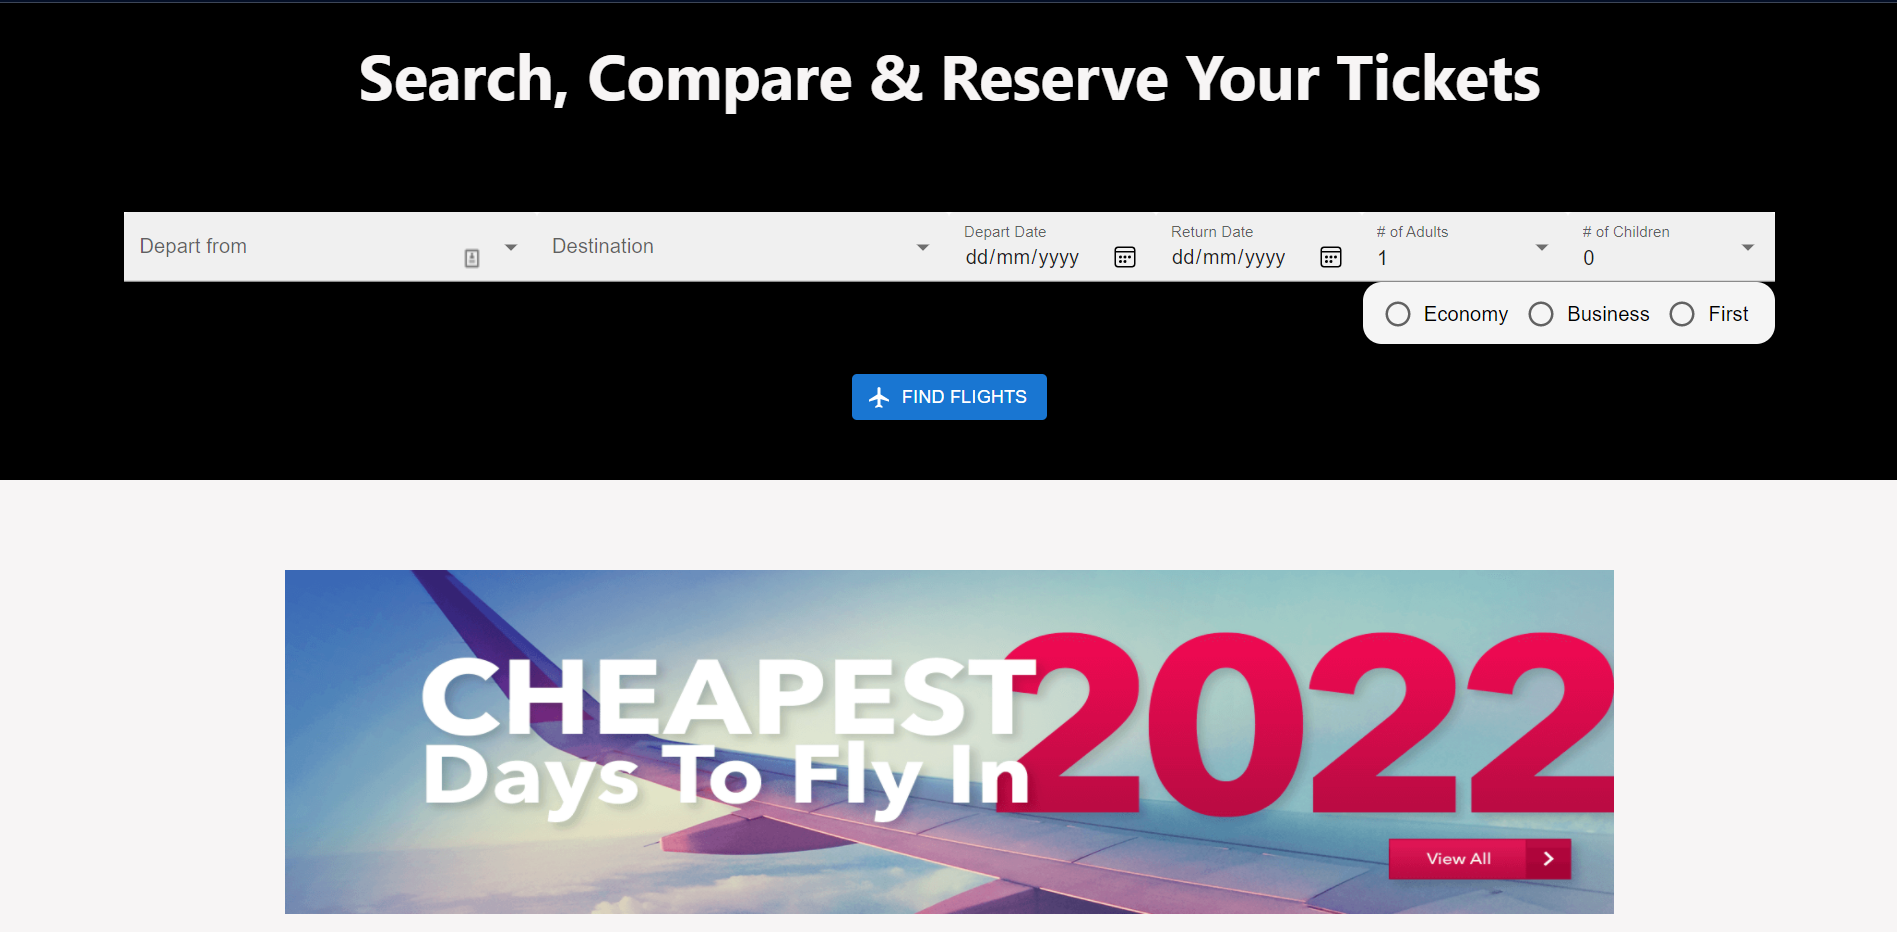 Search, Compare & Reserve Your Tickets
Depart from
Destination
Depart Date
dd/mm/yyyy
Return Date
dd/mm/yyyy
# of Adults
1
# of Children
0
Economy
Business
First
FIND FLIGHTS
CHEAPEST
Days To Fly In
2022
View All